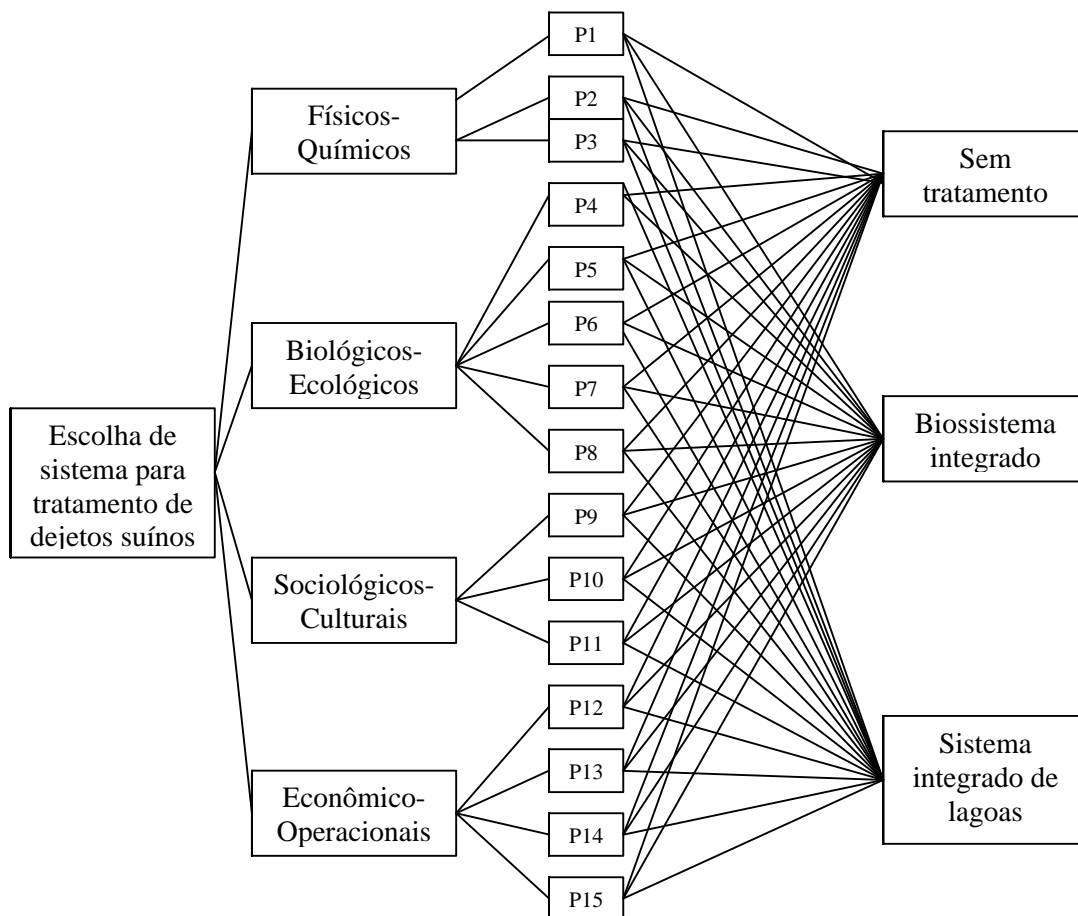 Escolha de
sistema para
tratamento de
dejetos suínos
Físicos-
Químicos
Biológicos-
Ecológicos
Sociológicos-
Culturais
Econômico-
Operacionais
P1
P2
P3
P4
P5
P6
P7
P8
P9
P10
P11
P12
P13
P14
P15
Sem
tratamento
Biossistema
integrado
Sistema
integrado de
lagoas